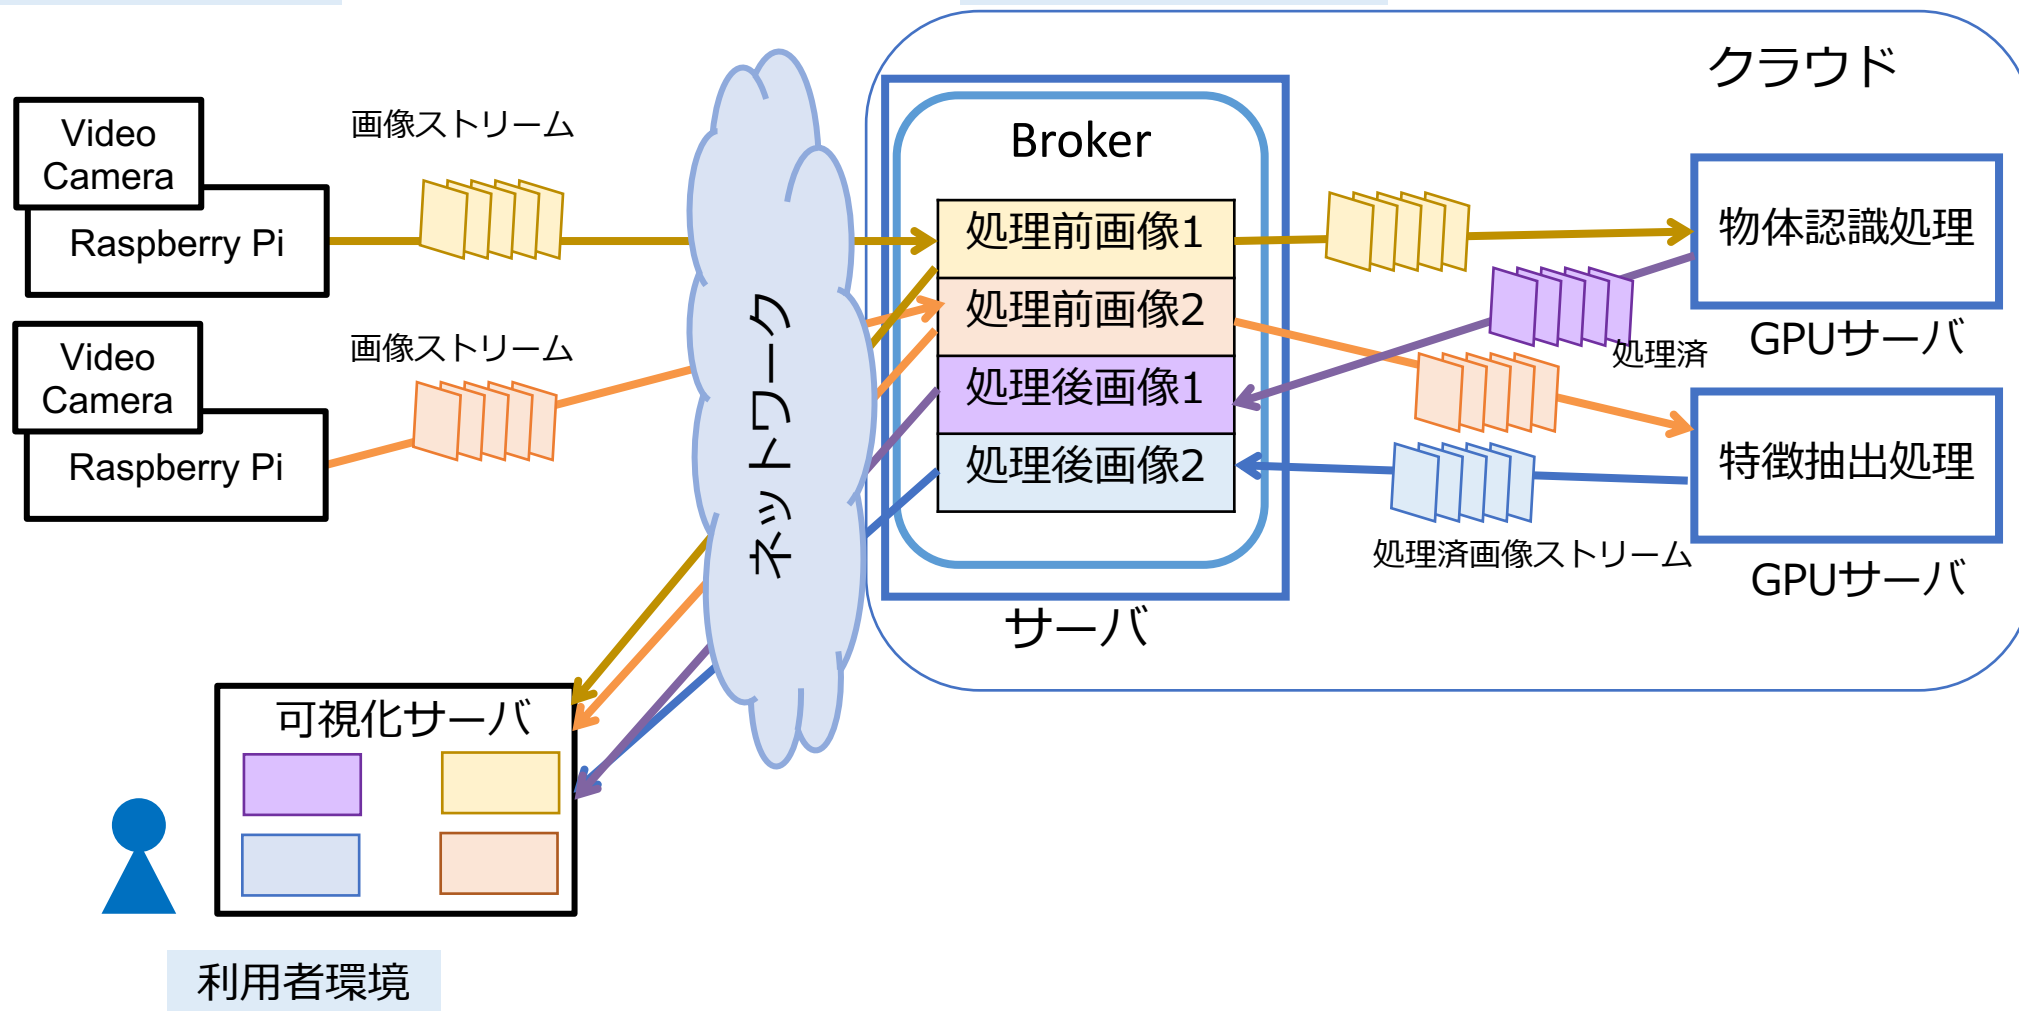 クラウド
Video
Camera
画像ストリーム
Broker
Raspberry Pi
処理前画像1
物体認識処理
処理前画像2
GPUサーバ
Video
Camera
画像ストリーム
処理済
処理後画像1
Raspberry Pi
処理後画像2
特徴抽出処理
ネットワーク
処理済画像ストリーム
GPUサーバ
サーバ
可視化サーバ
利用者環境